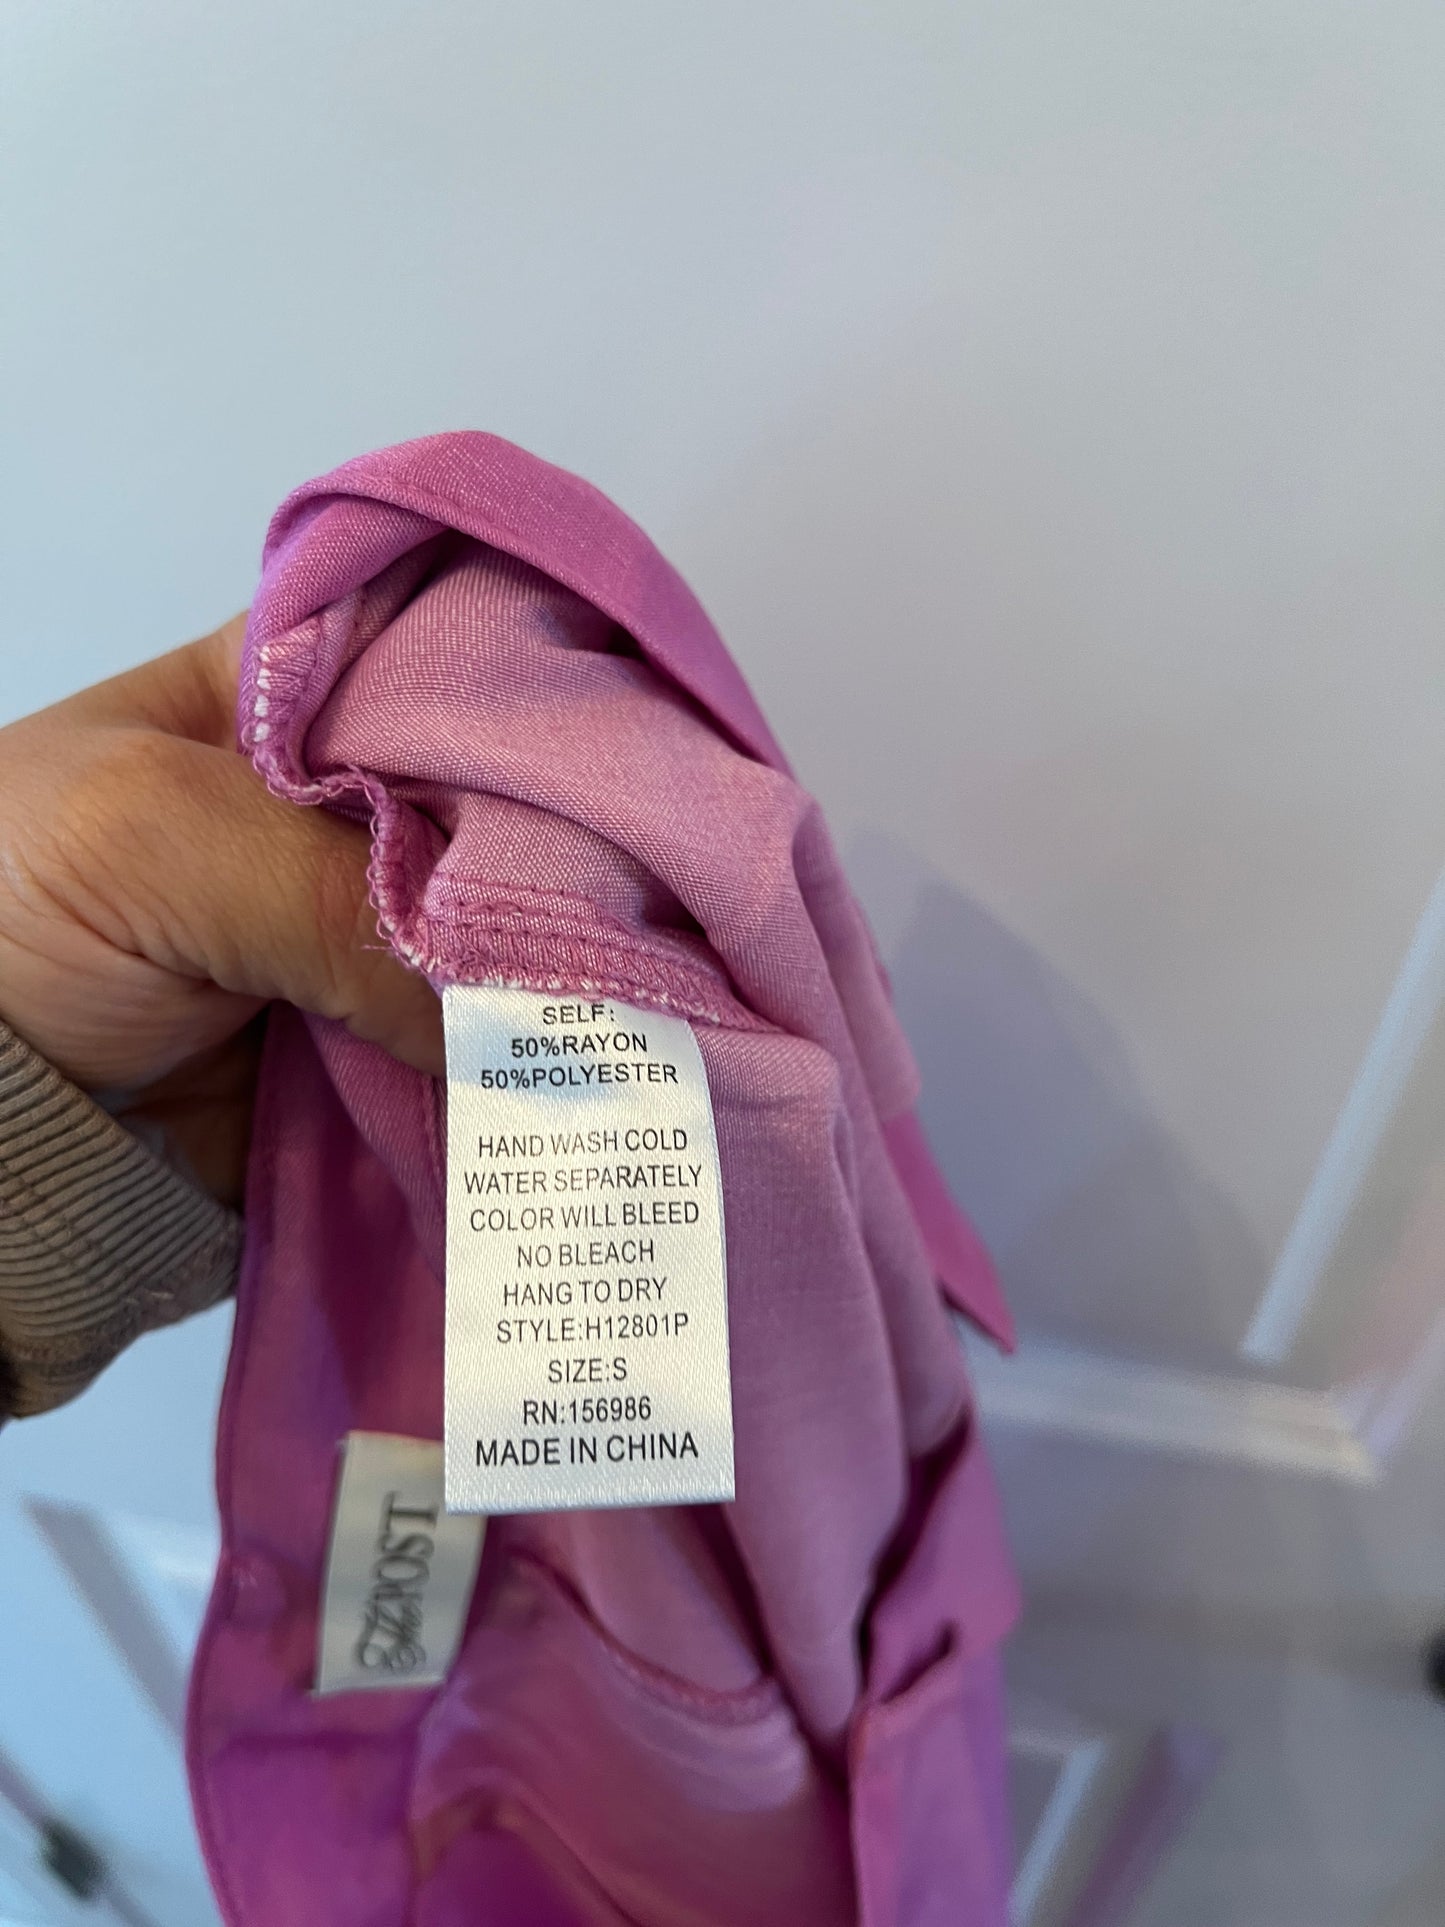 SELF:
50%RAYON
50%POLYESTER
HAND WASH COLD
WATER SEPARATELY
COLOR WILL BLEED
NO BLEACH
HANG TO DRY
STYLE:H12801P
SIZE:S
RN:156986
MADE IN CHINA
POST